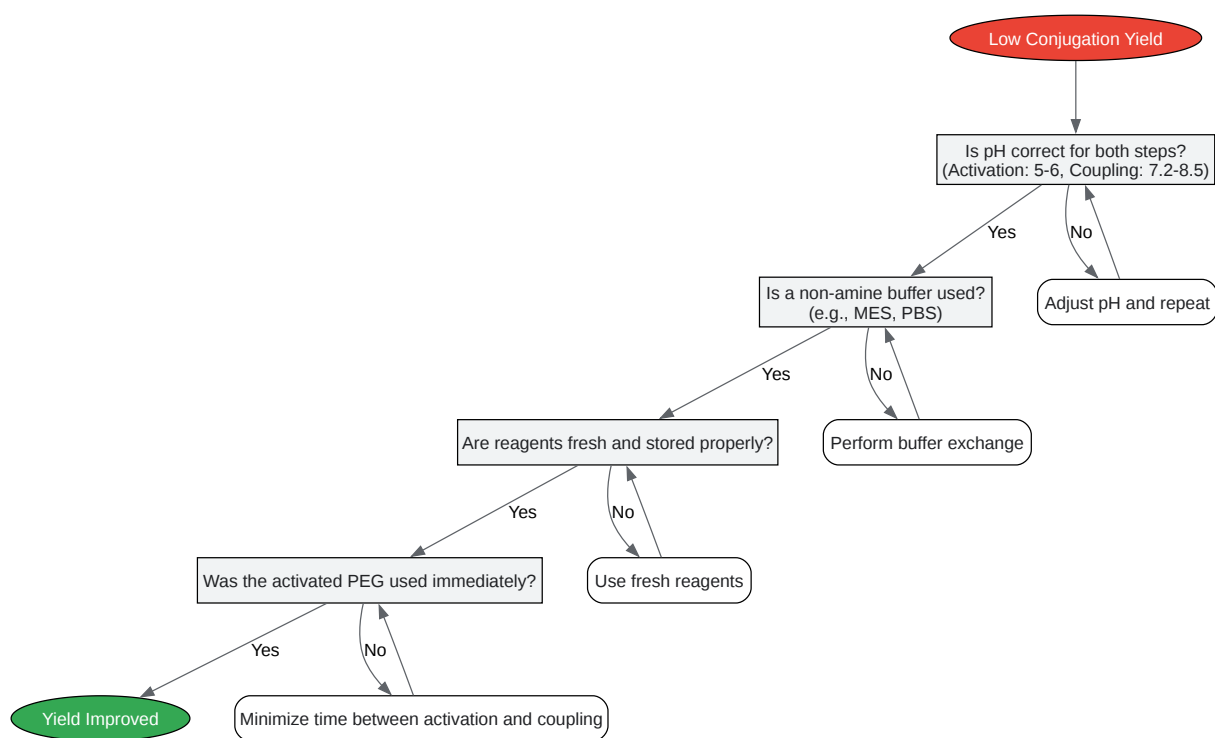 Low Conjugation Yield
Is pH correct for both steps?
(Activation: 5-6, Coupling: 7.2-8.5)
Yes
No
Is a non-amine buffer used?
(e.g., MES, PBS)
Adjust pH and repeat
Yes
No
Are reagents fresh and stored properly?
Perform buffer exchange
Yes
No
Was the activated PEG used immediately?
Use fresh reagents
Yes
No
Yield Improved
Minimize time between activation and coupling